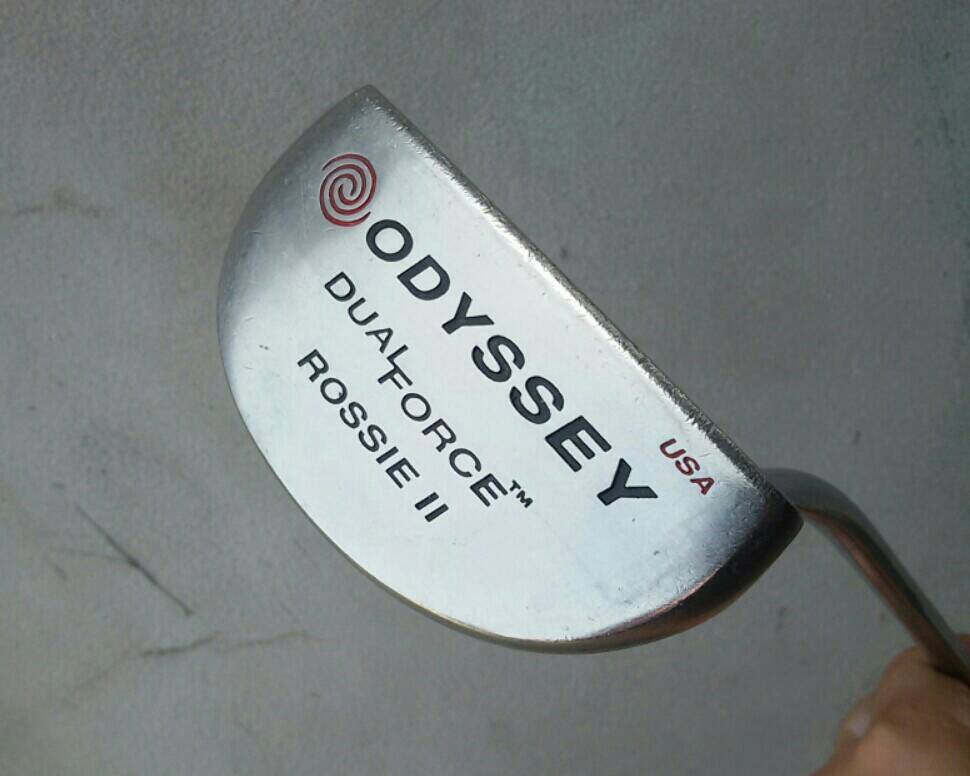 ODYSSEY
USA
DUAL FORCE™
ROSSIE II